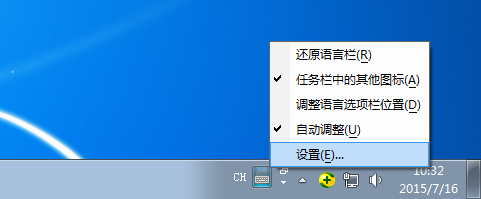 还原语言栏(R)
任务栏中的其他图标(A)
调整语言选项栏位置(D)
自动调整(U)
设置(E)...
CH
10:32
2015/7/16